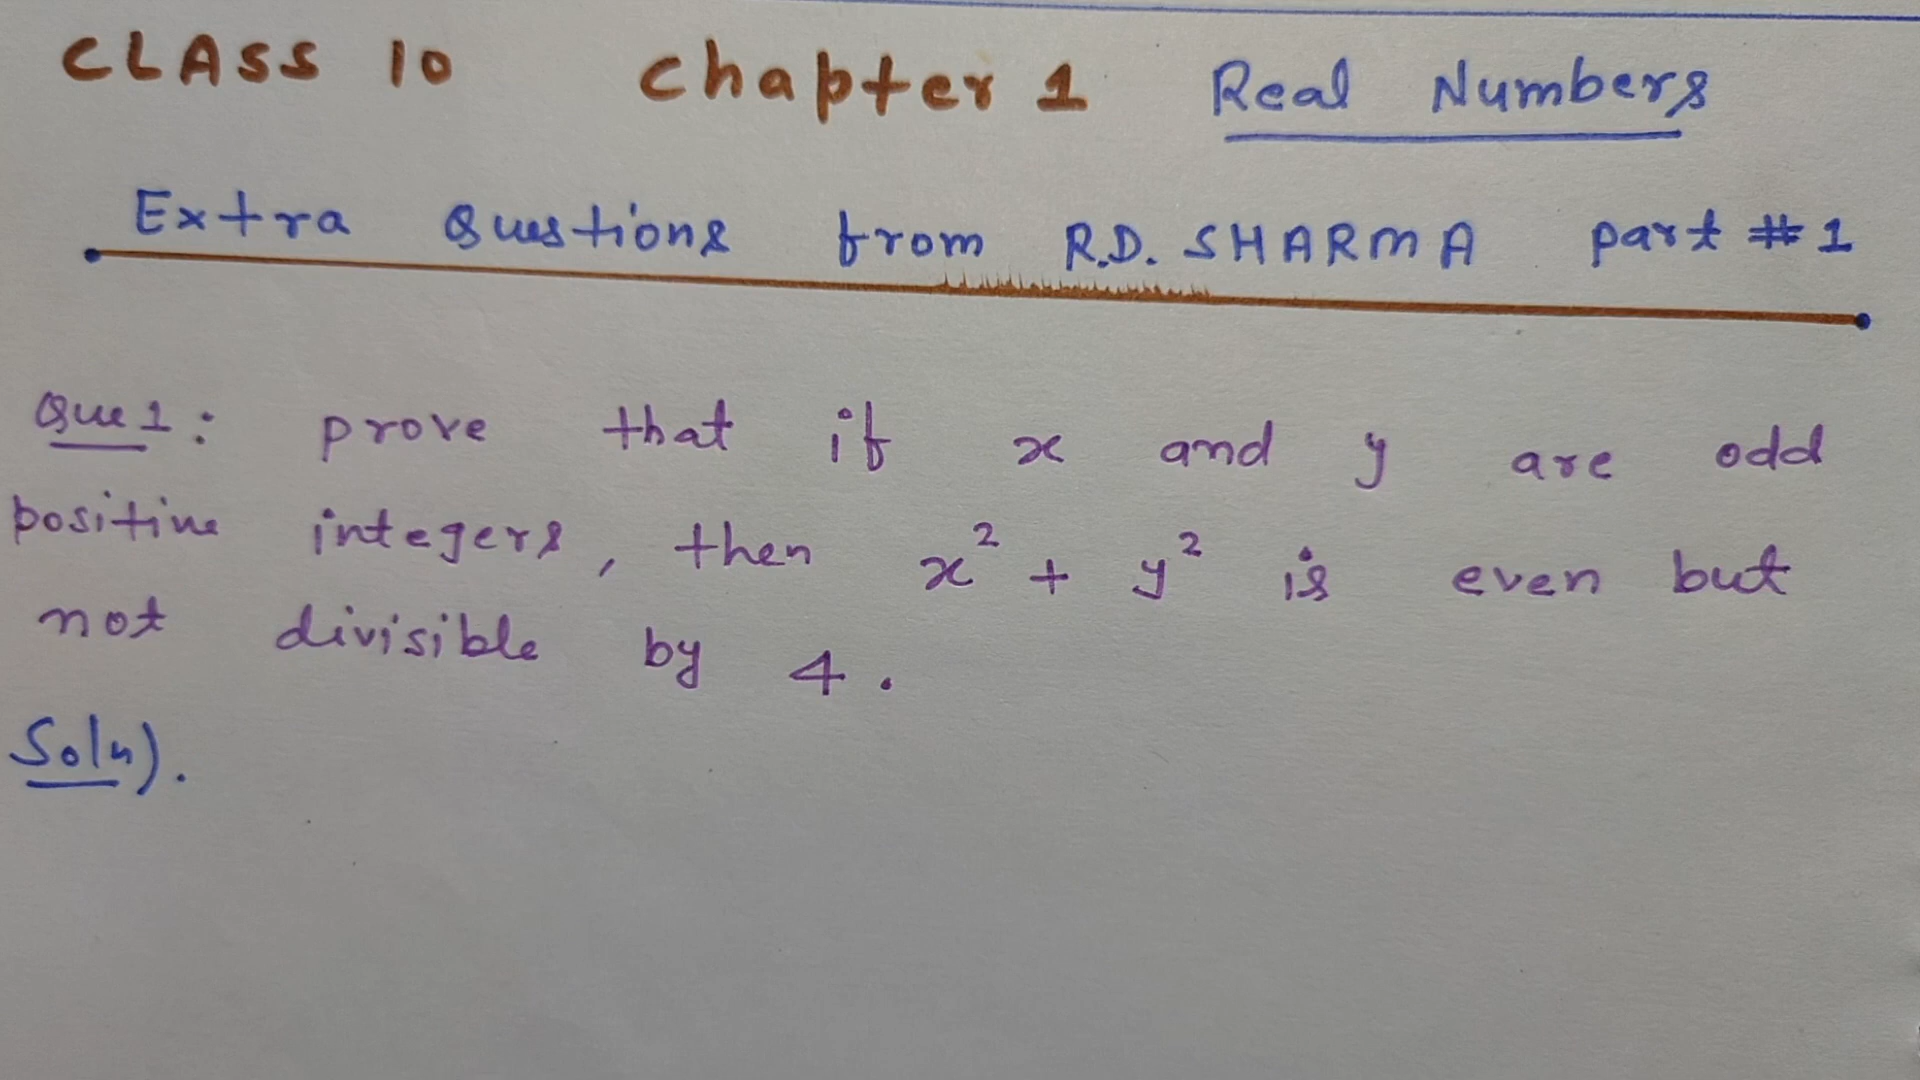 CLASS 10 Chapter 1 Real Numbers
Extra Questions from R.D. SHARMA part #1
Que 1: prove that if x and y are odd
positive integers, then x² + y² is even but
not divisible by 4.
Soln).